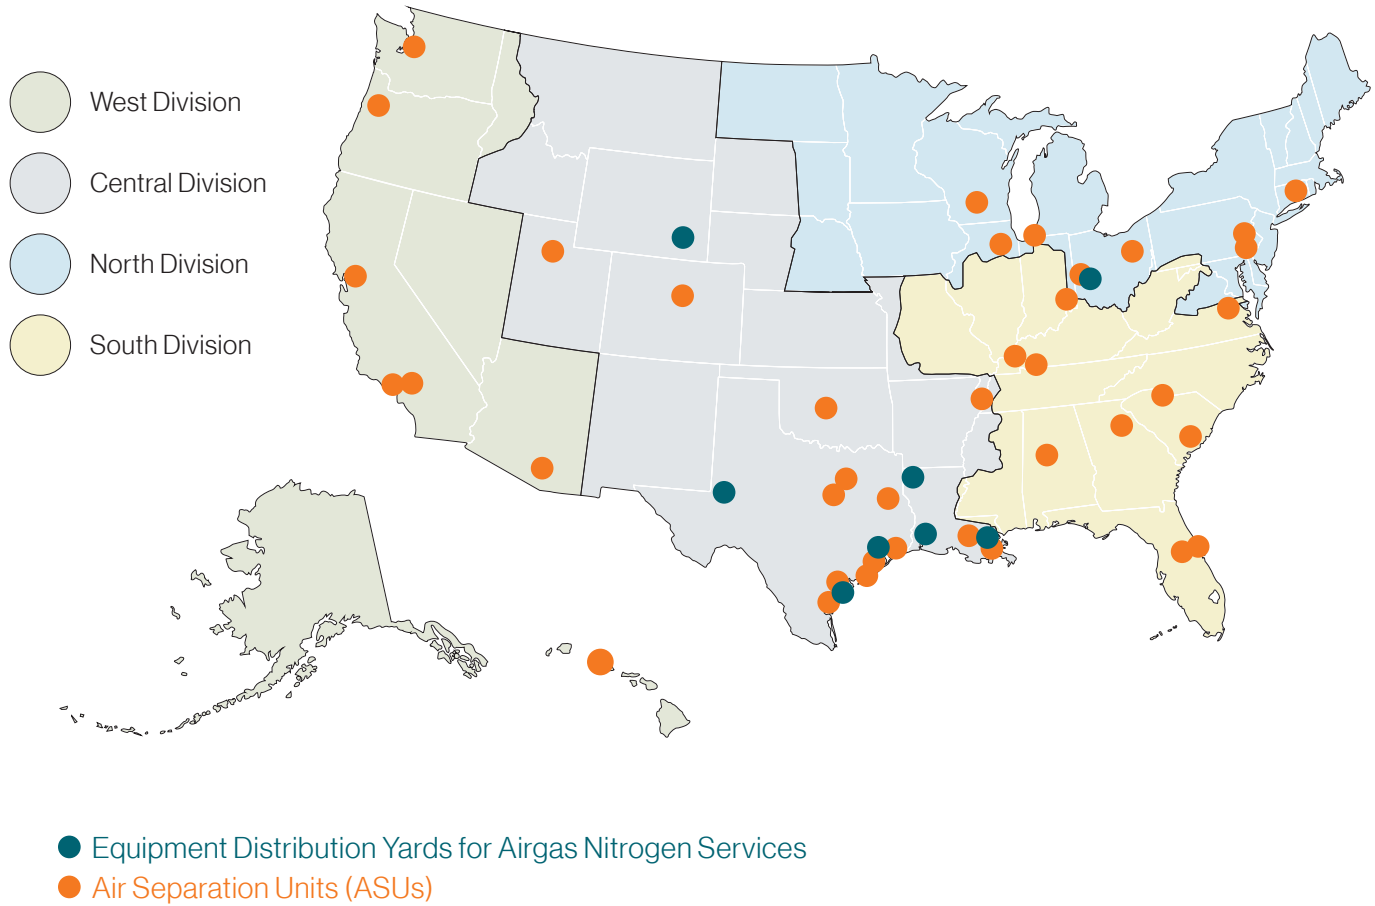 West Division
Central Division
North Division
South Division
Equipment Distribution Yards for Airgas Nitrogen Services
Air Separation Units (ASUs)